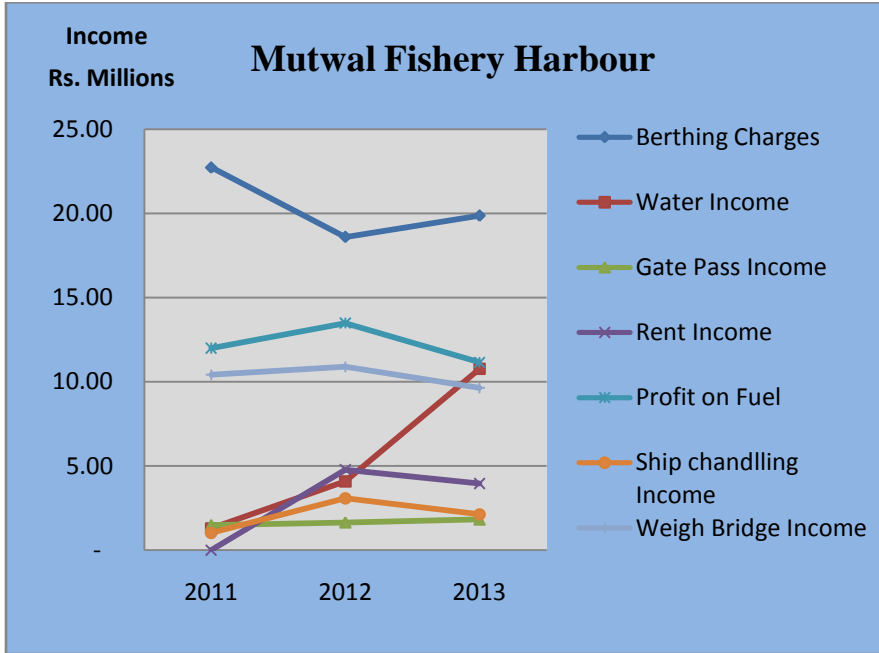 Income
Rs. Millions
Mutwal Fishery Harbour
25.00
20.00
15.00
10.00
5.00
-
2011 2012 2013
Berthing Charges
Water Income
Gate Pass Income
Rent Income
Profit on Fuel
Ship chandlling
Income
Weigh Bridge Income